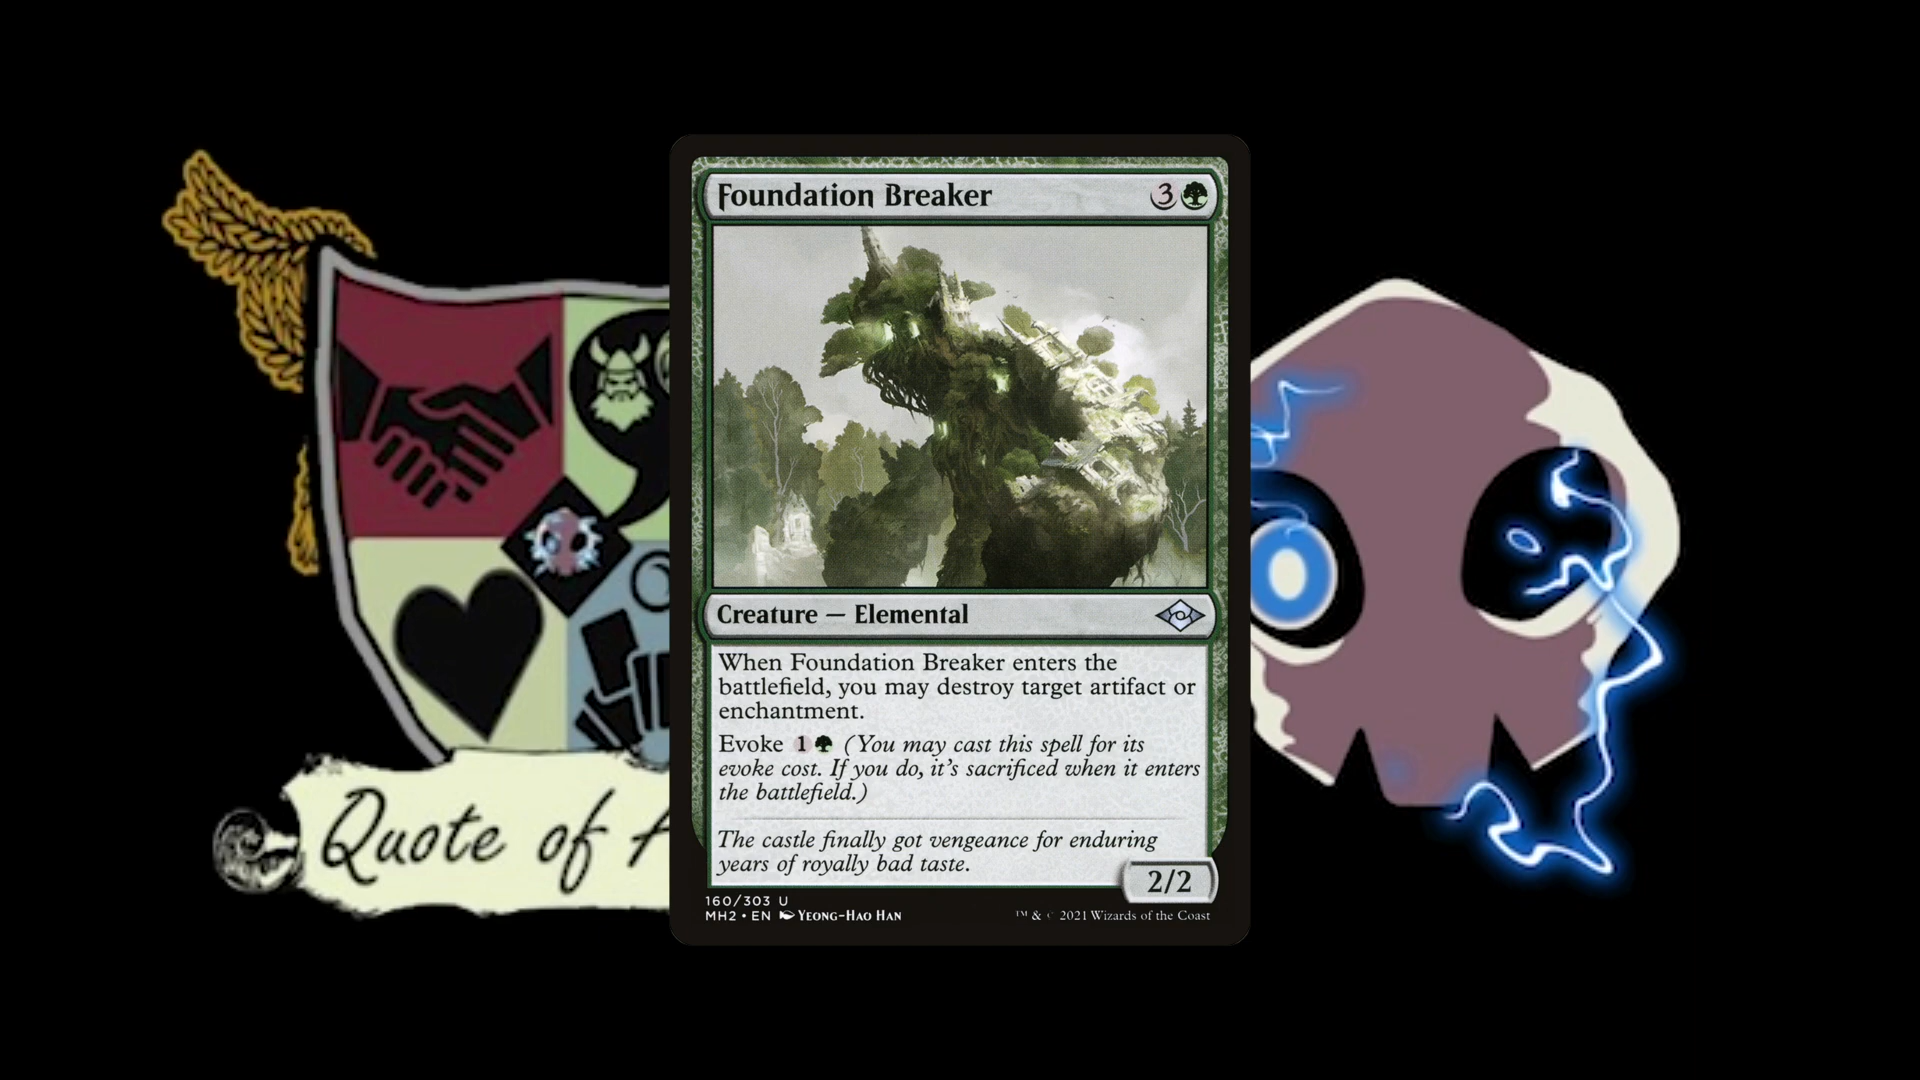 Foundation Breaker 3
Creature — Elemental
When Foundation Breaker enters the
battlefield, you may destroy target artifact or
enchantment.
Evoke 1 (You may cast this spell for its
evoke cost. If you do, it's sacrificed when it enters
the battlefield.)
The castle finally got vengeance for enduring
years of royally bad taste.
2/2
160/303 U
MH2 • EN Yeong-Hao Han
™ & © 2021 Wizards of the Coast
Quote of